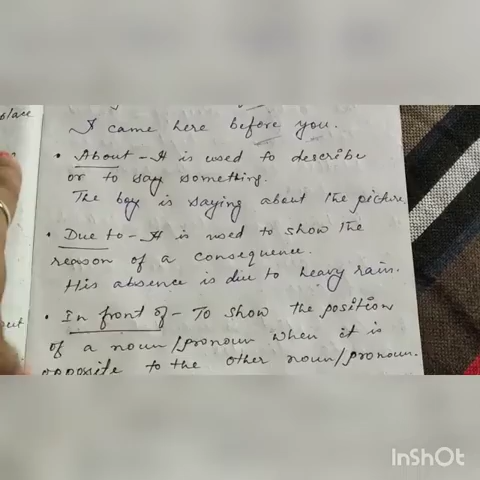 place
I came here before you.
• About - It is used to describe
or to say something.
The boy is saying about the picture.
• Due to - It is used to show the
reason of a consequence.
His absence is due to heavy rain.
• In front of - To show the position
of a noun/pronoun when it is
opposite to the other noun/pronoun.
InShOt